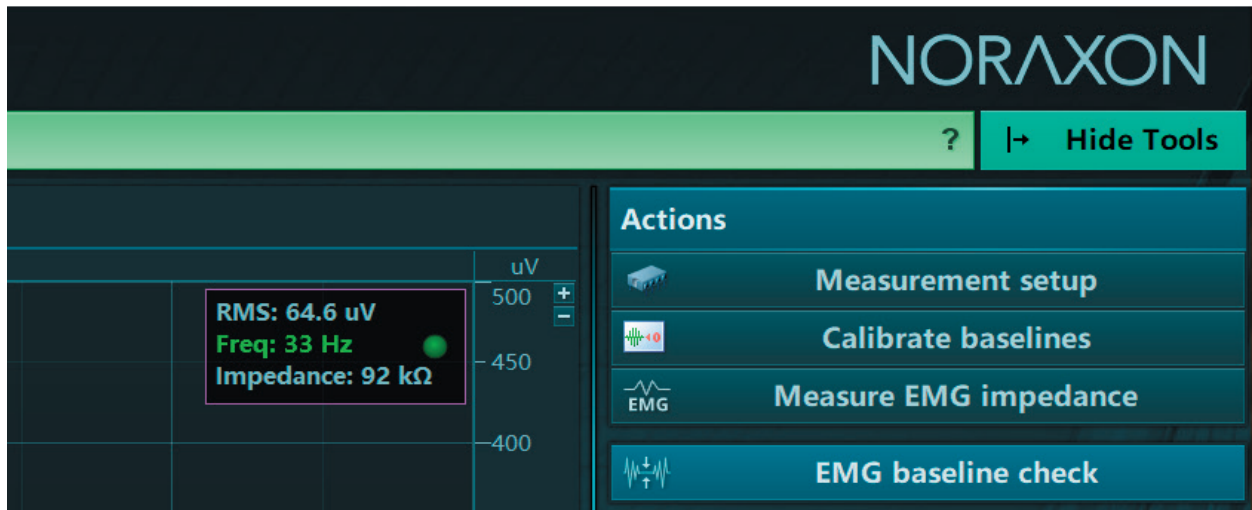 NORAXON
?
Hide Tools
Actions
uV
Measurement setup
500
+
-
RMS: 64.6 uV
Freq: 33 Hz
Impedance: 92 kΩ
Calibrate baselines
450
EMG
Measure EMG impedance
400
EMG baseline check